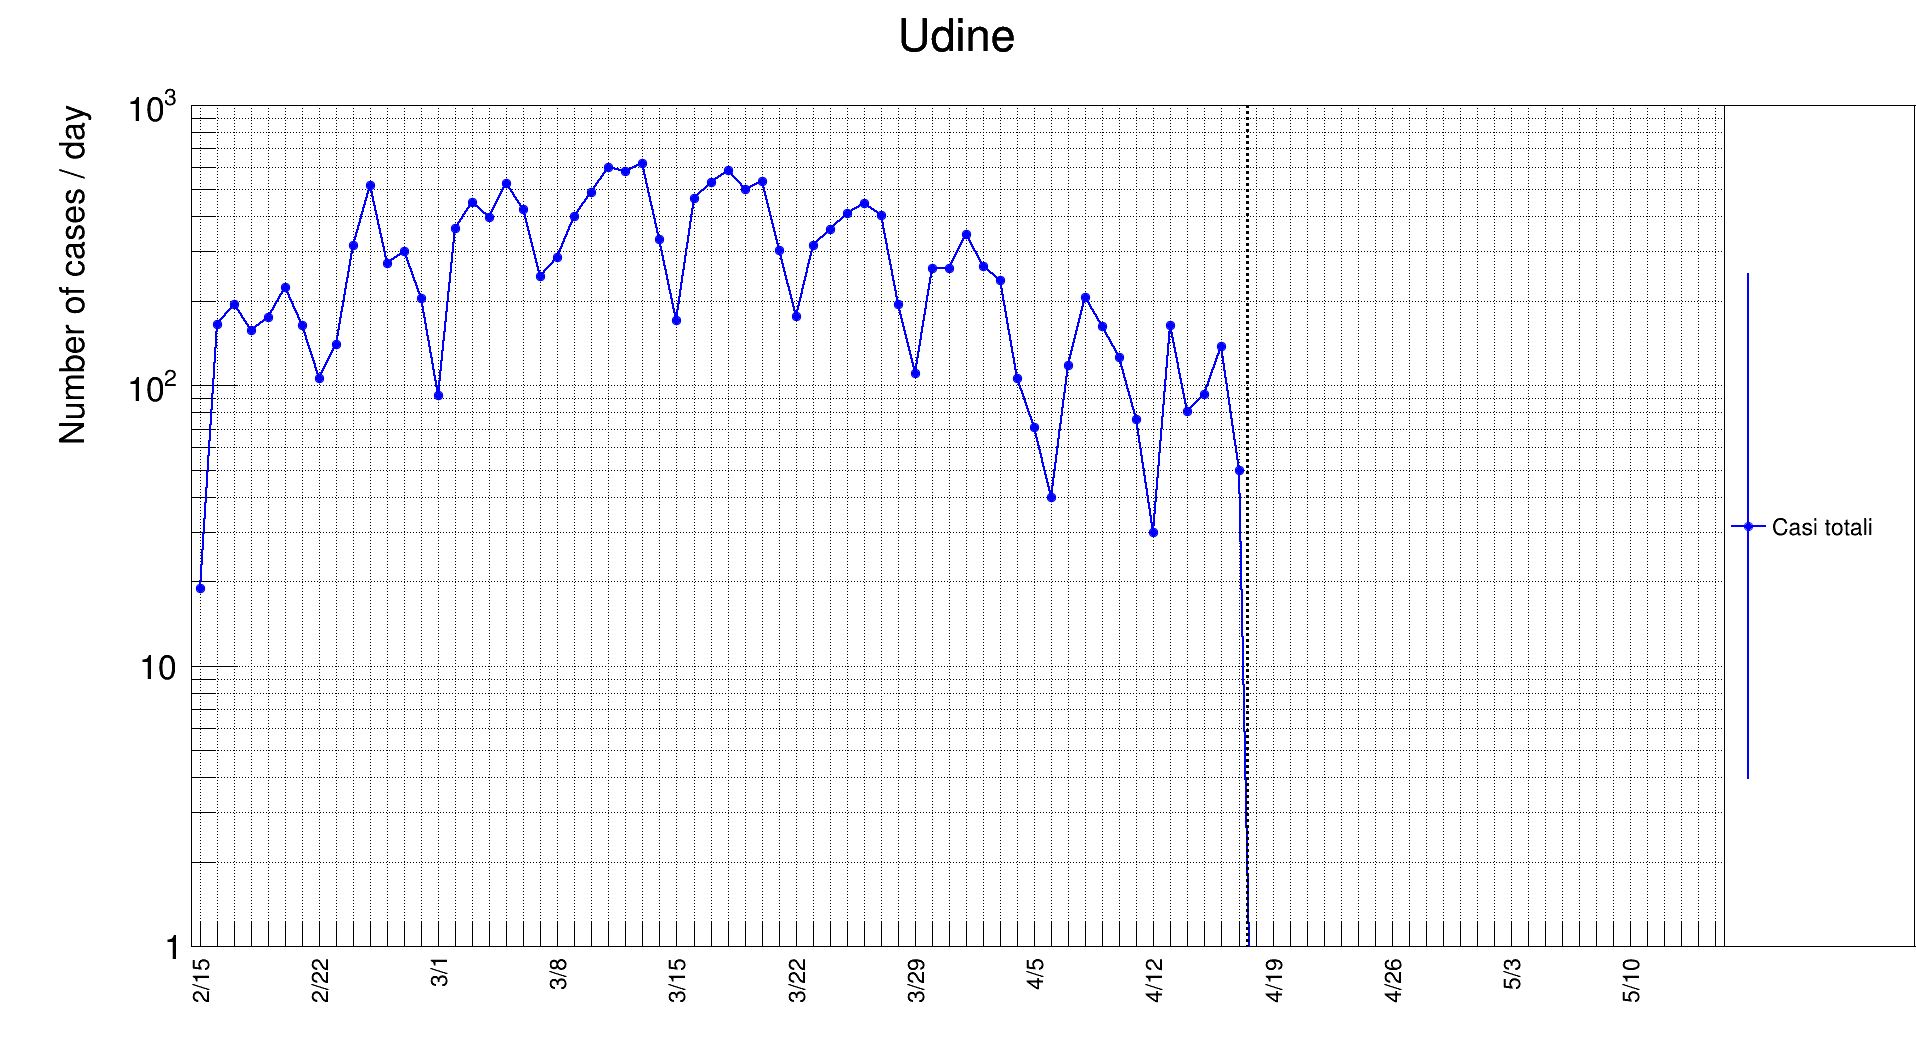 Udine
Number of cases / day
10³
10²
10
1
2/15 2/22 3/1 3/8 3/15 3/22 3/29 4/5 4/12 4/19 4/26 5/3 5/10
Casi totali